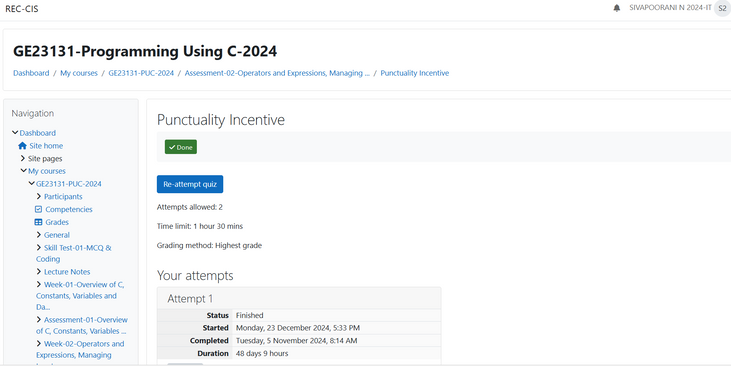 REC-CIS
SIVAPOORANI N 2024-IT S2
GE23131-Programming Using C-2024
Dashboard / My courses / GE23131-PUC-2024 / Assessment-02-Operators and Expressions, Managing ... / Punctuality Incentive
Navigation
Dashboard
Site home
Site pages
My courses
GE23131-PUC-2024
Participants
Competencies
Grades
General
Skill Test-01-MCQ &
Coding
Lecture Notes
Week-01-Overview of C,
Constants, Variables and
Da...
Assessment-01-Overview
of C, Constants, Variables ...
Week-02-Operators and
Expressions, Managing
Punctuality Incentive
Done
Re-attempt quiz
Attempts allowed: 2
Time limit: 1 hour 30 mins
Grading method: Highest grade
Your attempts
Attempt 1
Status Finished
Started Monday, 23 December 2024, 5:33 PM
Completed Tuesday, 5 November 2024, 8:14 AM
Duration 48 days 9 hours